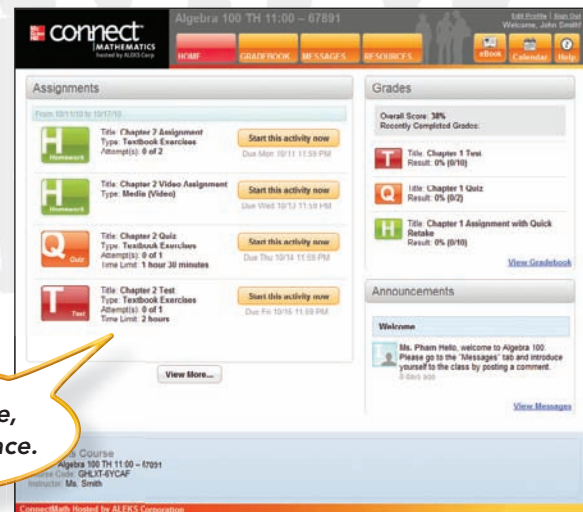 connect
MATHEMATICS
hosted by ALEKS Corp
Algebra 100 TH 11:00 – 67891
Edit Profile | Sign Out
Welcome, John Smith!
HOME
GRADEBOOK
MESSAGES
RESOURCES
eBook
Calendar
Help
Assignments
From 10/11/10 to 10/17/10
H
Homework
Title: Chapter 2 Assignment
Type: Textbook Exercises
Attempt(s): 0 of 2
Start this activity now
Due Mon 10/11 11:59 PM
H
Homework
Title: Chapter 2 Video Assignment
Type: Media (Video)
Start this activity now
Due Wed 10/13 11:59 PM
Q
Quiz
Title: Chapter 2 Quiz
Type: Textbook Exercises
Attempt(s): 0 of 1
Time Limit: 1 hour 30 minutes
Start this activity now
Due Thu 10/14 11:59 PM
T
Test
Title: Chapter 2 Test
Type: Textbook Exercises
Attempt(s): 0 of 1
Time Limit: 2 hours
Start this activity now
Due Fri 10/15 11:59 PM
View More...
Grades
Overall Score: 38%
Recently Completed Grades:
T
Title: Chapter 1 Test
Result: 0% (0/10)
Q
Title: Chapter 1 Quiz
Result: 0% (0/2)
H
Title: Chapter 1 Assignment with Quick
Retake
Result: 0% (0/10)
View Gradebook
Announcements
Welcome
Ms. Pham Hello, welcome to Algebra 100.
Please go to the "Messages" tab and introduce
yourself to the class by posting a comment.
days ago
View Messages
Course
Algebra 100 TH 11:00 – 67891
Code: GHLXT-6YCAF
Instructor: Ms. Smith
ConnectMath Hosted by ALEKS Corporation